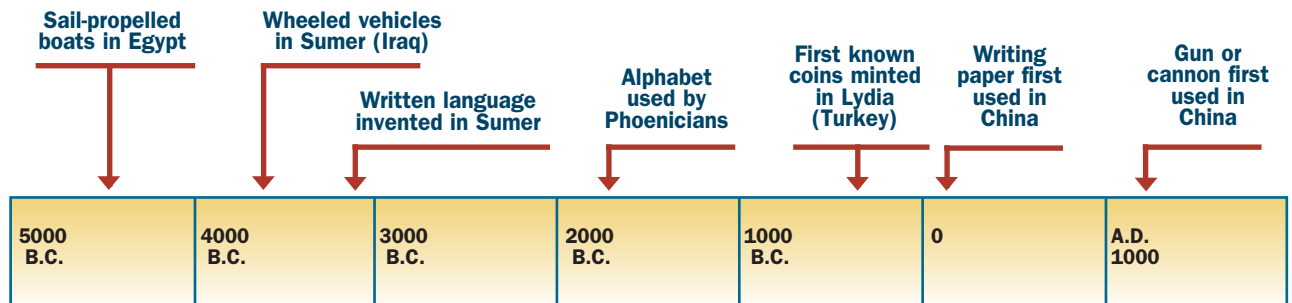 Sail-propelled
boats in Egypt
Wheeled vehicles
in Sumer (Iraq)
Written language
invented in Sumer
Alphabet
used by
Phoenicians
First known
coins minted
in Lydia
(Turkey)
Writing
paper first
used in
China
Gun or
cannon first
used in
China
5000
B.C.
4000
B.C.
3000
B.C.
2000
B.C.
1000
B.C.
0
A.D.
1000